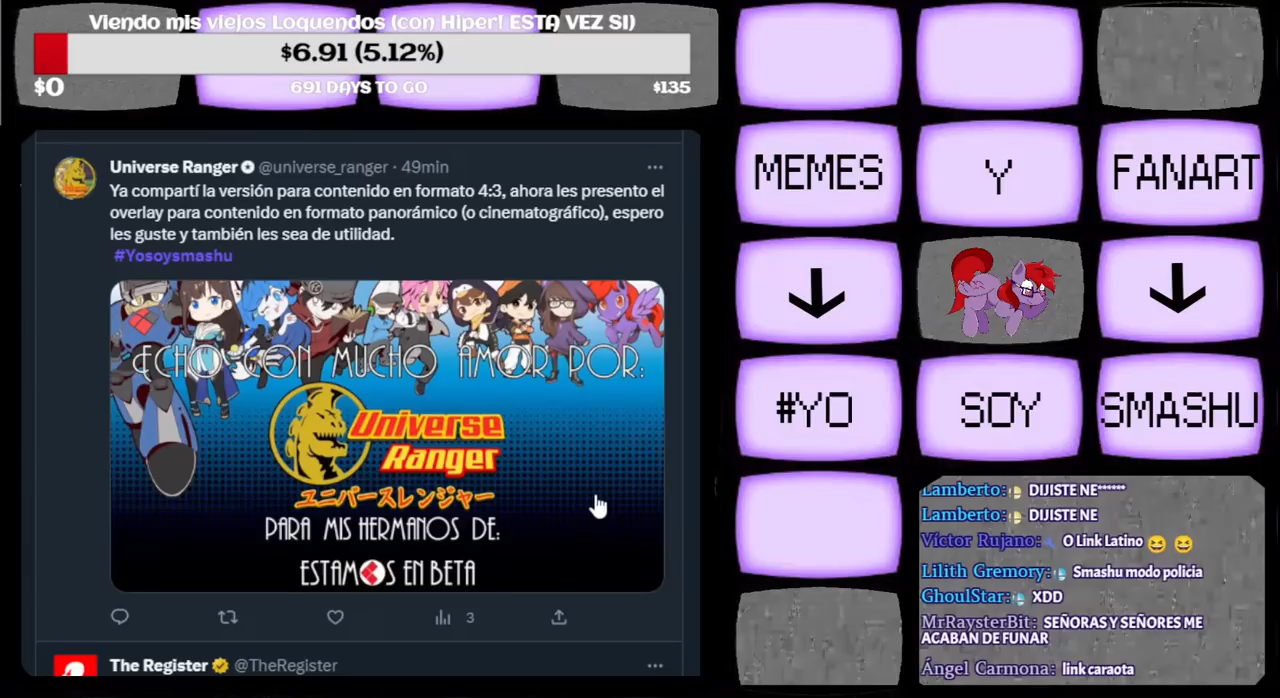 Viendo mis viejos Loquendos (con Hiper! ESTA VEZ SI)
$6.91 (5.12%)
$0
691 DAYS TO GO
$135
Universe Ranger @universe_ranger · 49min
Ya compartí la versión para contenido en formato 4:3, ahora les presento el
overlay para contenido en formato panorámico (o cinematográfico), espero
les guste y también les sea de utilidad.
#Yosoysmashu
ECHO CON MUCHO AMOR POR:
Universe
Ranger
ユニバースレンジャー
PARA MIS HERMANOS DE:
ESTAMOS EN BETA
3
The Register @TheRegister
MEMES Y FANART
#YO SOY SMASHU
Lamberto: DIJISTE NE******
Lamberto: DIJISTE NE
Víctor Rujano: O Link Latino
Lilith Gremory: Smashu modo policia
GhoulStar: XDD
MrRaysterBit: SEÑORAS Y SEÑORES ME
ACABAN DE FUNAR
Ángel Carmona: link caraota